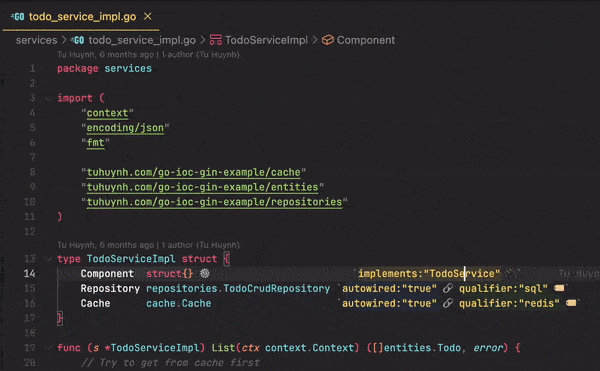 GO todo_service_impl.go ×
services > GO todo_service_impl.go > TodoServiceImpl > Component
Tu Huynh, 6 months ago | 1 author (Tu Huynh)
1 package services
2
3 import (
4 "context"
5 "encoding/json"
6 "fmt"
7
8 "tuhuynh.com/go-ioc-gin-example/cache"
9 "tuhuynh.com/go-ioc-gin-example/entities"
10 "tuhuynh.com/go-ioc-gin-example/repositories"
11 )
12
Tu Huynh, 6 months ago | 1 author (Tu Huynh)
13 type TodoServiceImpl struct {
14 Component struct{} `implements:"TodoService" Tu Huynh
15 Repository repositories.TodoCrudRepository `autowired:"true" qualifier:"sql"
16 Cache cache.Cache `autowired:"true" qualifier:"redis"
17 }
18
19 func (s *TodoServiceImpl) List(ctx context.Context) ([]entities.Todo, error) {
20 // Try to get from cache first